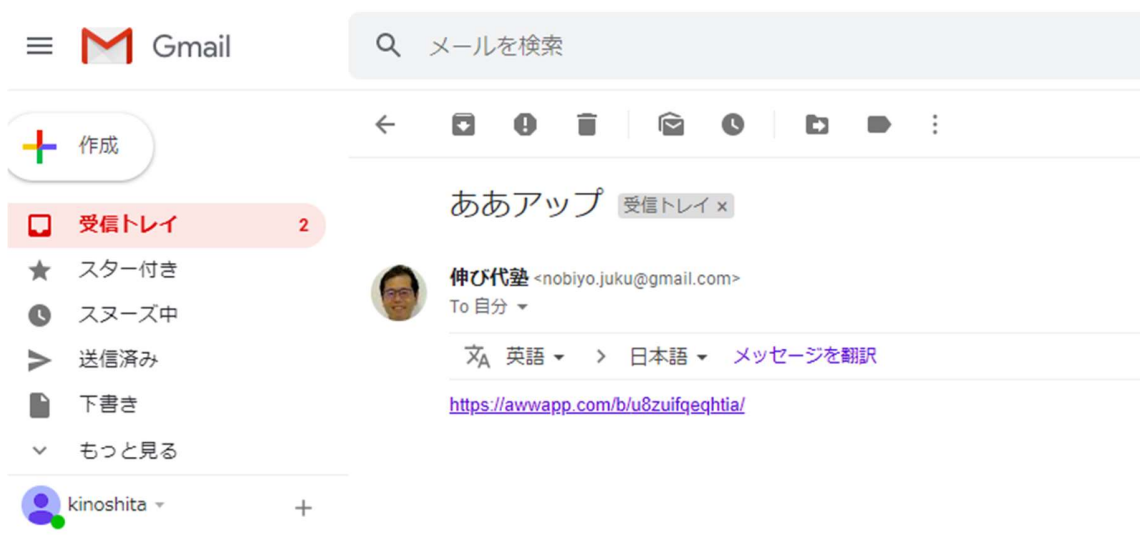 Gmail
メールを検索
作成
受信トレイ 2
スター付き
スヌーズ中
送信済み
下書き
もっと見る
kinoshita
ああアップ 受信トレイ x
伸び代塾 <nobiyo.juku@gmail.com>
To 自分
英語 > 日本語 メッセージを翻訳
https://awwapp.com/b/u8zuifqeqhtia/